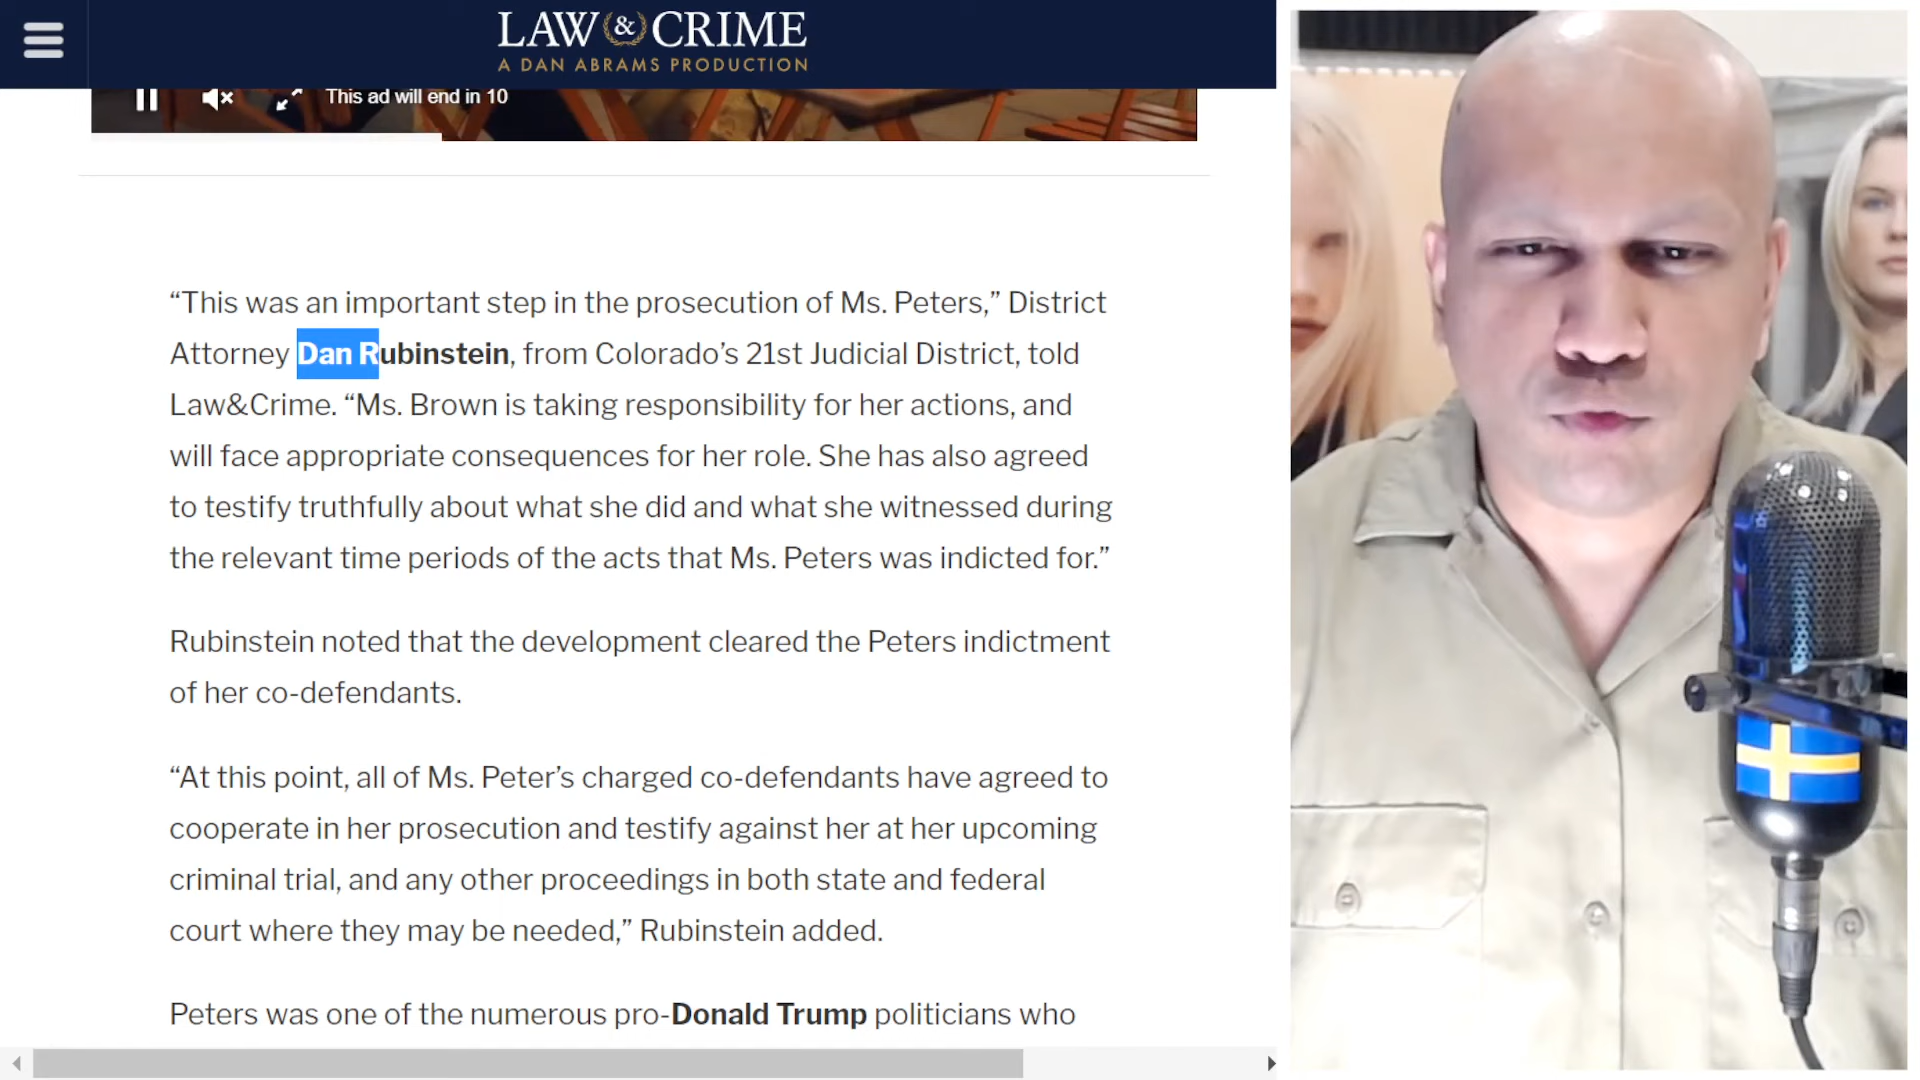 LAW & CRIME
A DAN ABRAMS PRODUCTION
This ad will end in 10
“This was an important step in the prosecution of Ms. Peters,” District
Attorney Dan Rubinstein, from Colorado’s 21st Judicial District, told
Law&Crime. “Ms. Brown is taking responsibility for her actions, and
will face appropriate consequences for her role. She has also agreed
to testify truthfully about what she did and what she witnessed during
the relevant time periods of the acts that Ms. Peters was indicted for.”
Rubinstein noted that the development cleared the Peters indictment
of her co-defendants.
“At this point, all of Ms. Peter’s charged co-defendants have agreed to
cooperate in her prosecution and testify against her at her upcoming
criminal trial, and any other proceedings in both state and federal
court where they may be needed,” Rubinstein added.
Peters was one of the numerous pro-Donald Trump politicians who